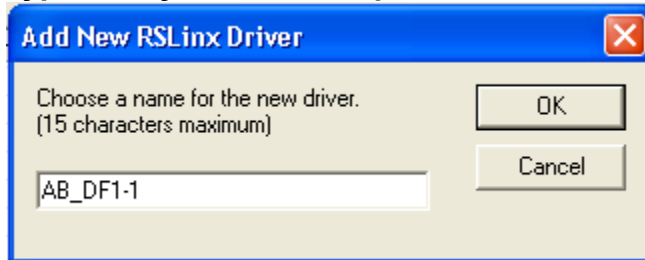 Add New RSLinx Driver
Choose a name for the new driver.
(15 characters maximum)
OK
Cancel
AB_DF1-1